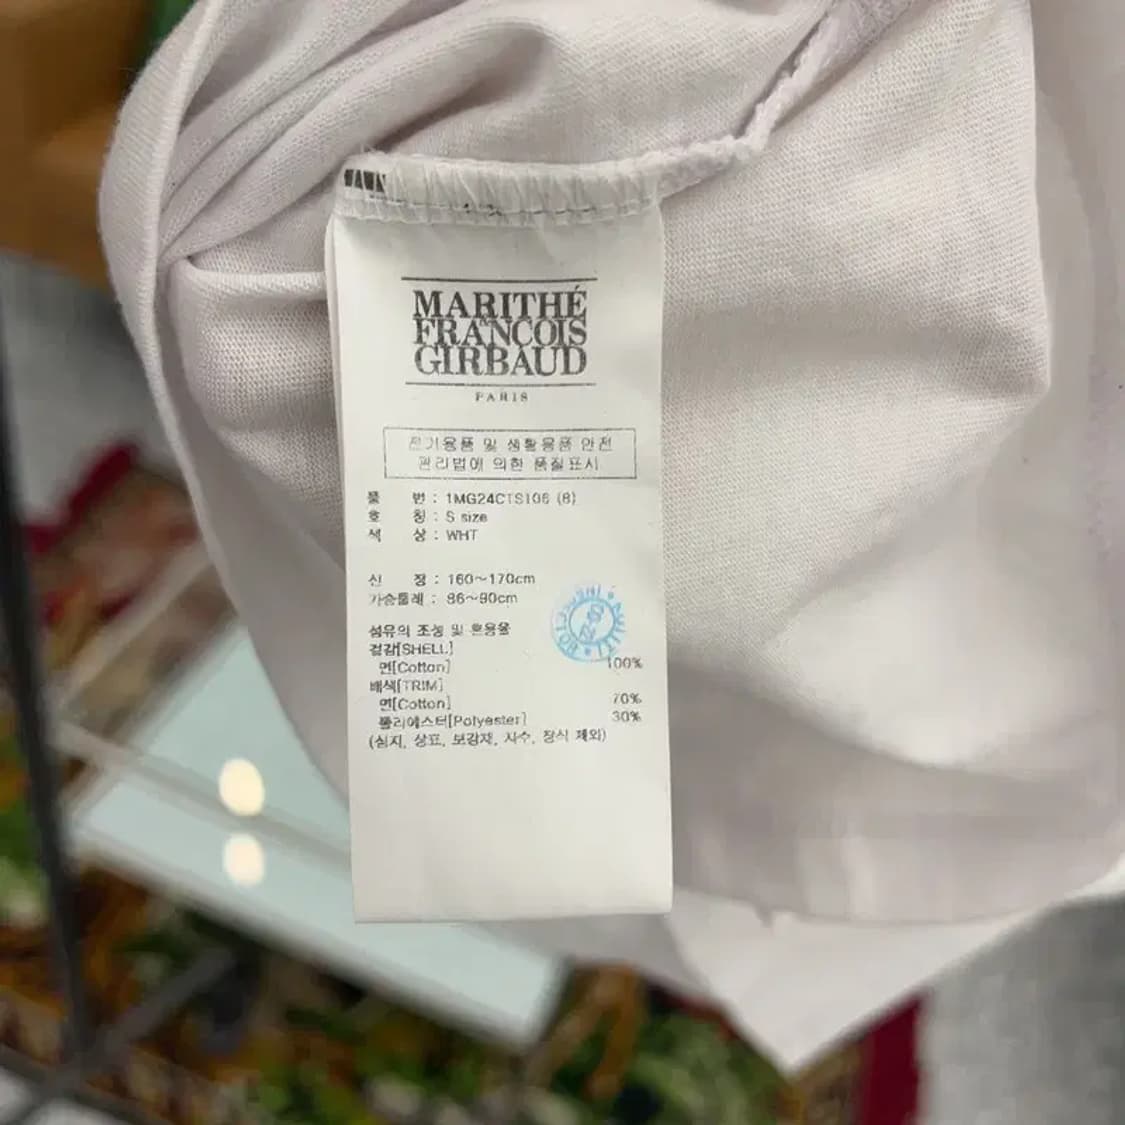 MARITHÉ
FRANCOIS
GIRBAUD
PARIS
전기용품 및 생활용품 안전
관리법에 의한 품질표시
품 번 : 1MG24CTS106 (8)
호 칭 : S size
색 상 : WHT
신 장 : 160~170cm
가슴둘레 : 86~90cm
섬유의 조성 및 혼용율
겉감[SHELL]
면[Cotton] 100%
배색[TRIM]
면[Cotton] 70%
폴리에스터[Polyester] 30%
(심지, 상표, 보강재, 자수, 장식 제외)